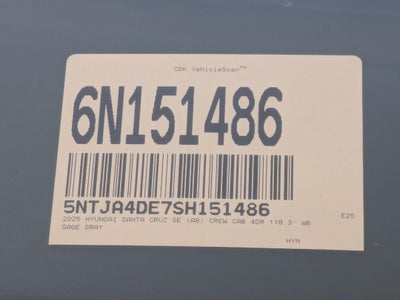 CDK VehicleScan™
6N151486
5NTJA4DE7SH151486
2025 HYUNDAI SANTA CRUZ SE (A8) CREW CAB 4DR 118 3' WB E25
SAGE GRAY
HYN